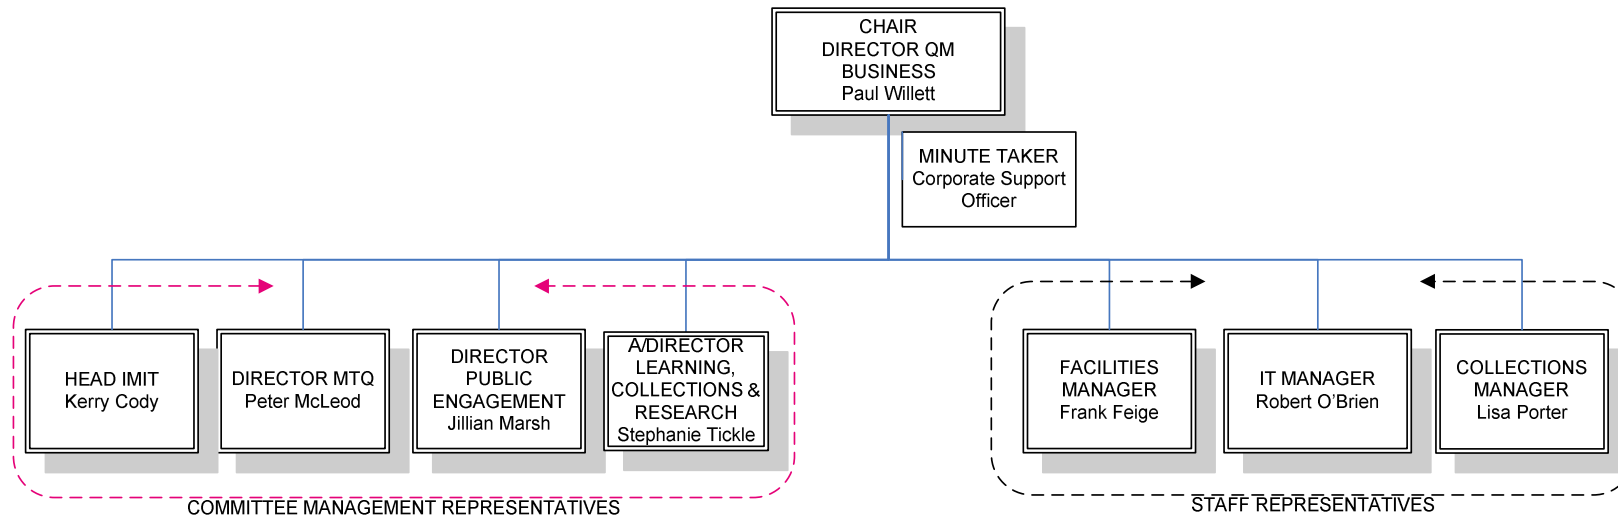 CHAIR
DIRECTOR QM
BUSINESS
Paul Willett
MINUTE TAKER
Corporate Support
Officer
HEAD IMIT
Kerry Cody
DIRECTOR MTQ
Peter McLeod
DIRECTOR
PUBLIC
ENGAGEMENT
Jillian Marsh
A/DIRECTOR
LEARNING,
COLLECTIONS &
RESEARCH
Stephanie Tickle
FACILITIES
MANAGER
Frank Feige
IT MANAGER
Robert O’Brien
COLLECTIONS
MANAGER
Lisa Porter
COMMITTEE MANAGEMENT REPRESENTATIVES
STAFF REPRESENTATIVES